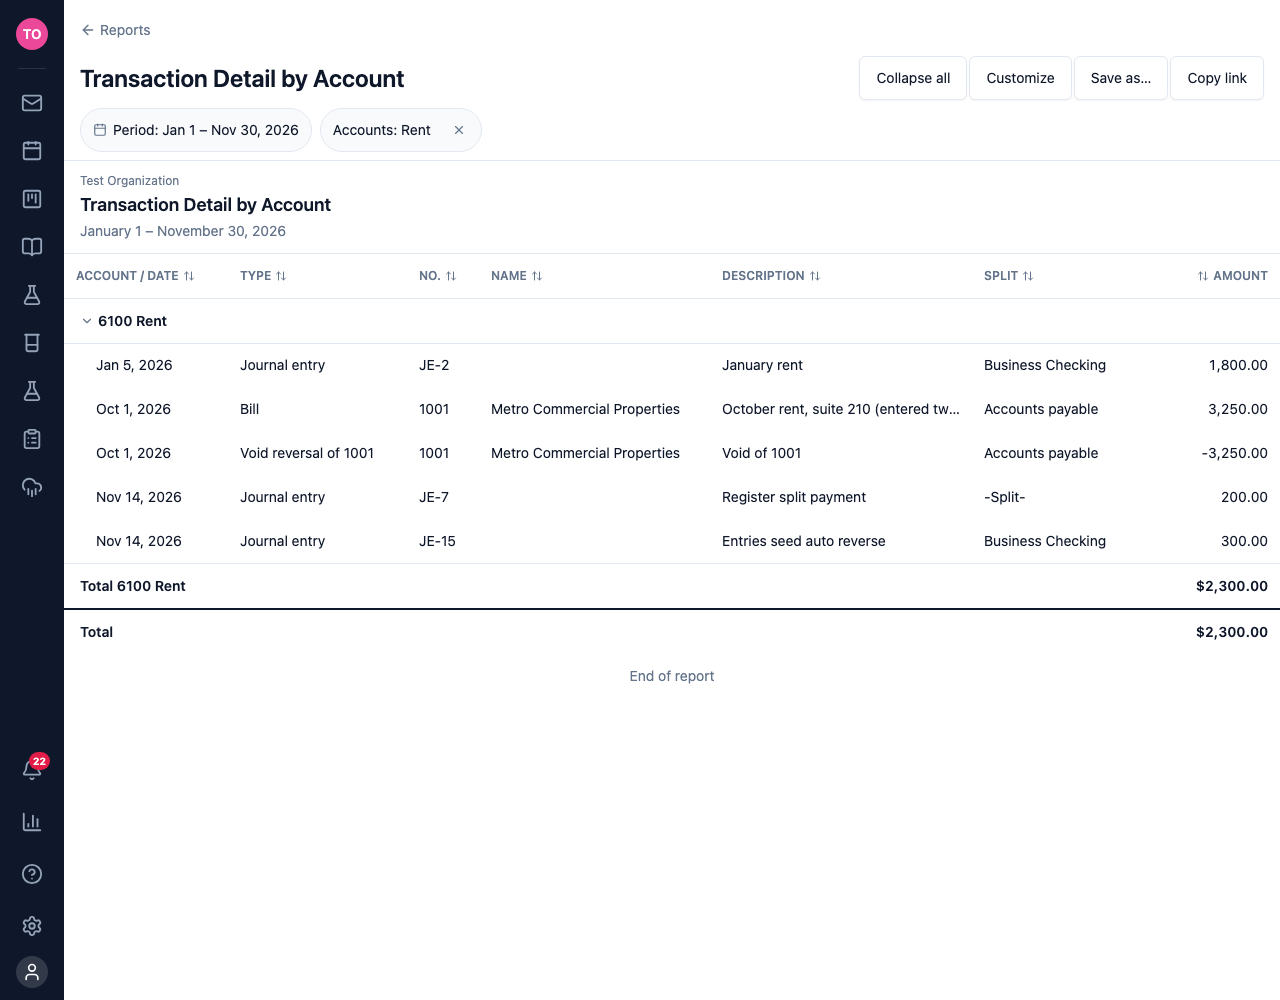 TO
Reports
Transaction Detail by Account
Collapse all
Customize
Save as...
Copy link
Period: Jan 1 – Nov 30, 2026
Accounts: Rent
Test Organization
Transaction Detail by Account
January 1 – November 30, 2026
ACCOUNT / DATE TYPE NO. NAME DESCRIPTION SPLIT AMOUNT
6100 Rent
Jan 5, 2026 Journal entry JE-2 January rent Business Checking 1,800.00
Oct 1, 2026 Bill 1001 Metro Commercial Properties October rent, suite 210 (entered tw... Accounts payable 3,250.00
Oct 1, 2026 Void reversal of 1001 1001 Metro Commercial Properties Void of 1001 Accounts payable -3,250.00
Nov 14, 2026 Journal entry JE-7 Register split payment -Split- 200.00
Nov 14, 2026 Journal entry JE-15 Entries seed auto reverse Business Checking 300.00
Total 6100 Rent $2,300.00
Total $2,300.00
End of report
22